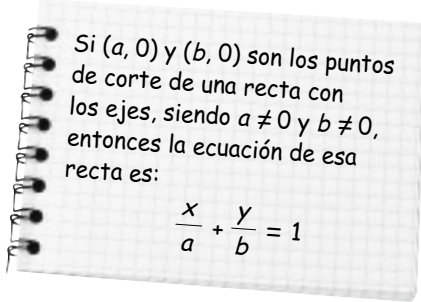 Si (a, 0) y (b, 0) son los puntos
de corte de una recta con
los ejes, siendo a ≠ 0 y b ≠ 0,
entonces la ecuación de esa
recta es:
x/a + y/b = 1